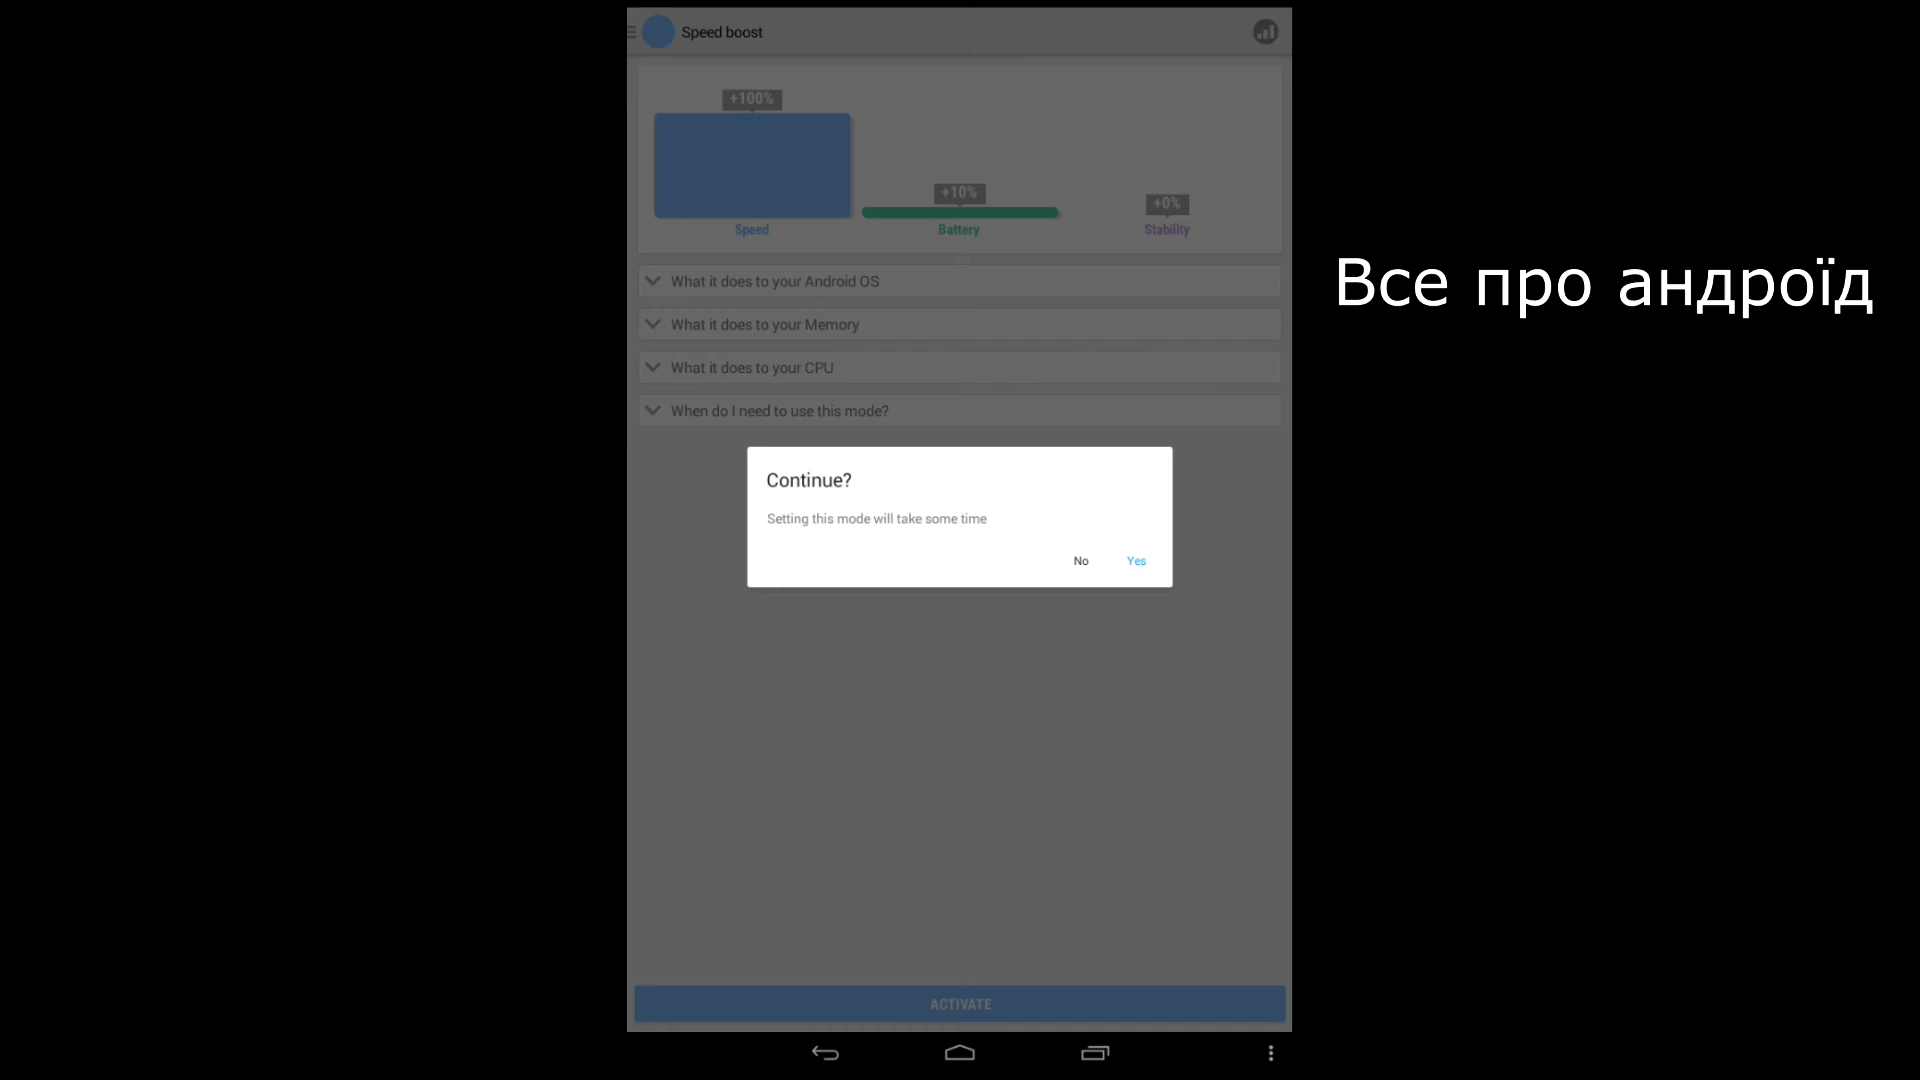 Speed boost
+100%
+10%
+0%
Speed
Battery
Stability
What it does to your Android OS
What it does to your Memory
What it does to your CPU
When do I need to use this mode?
Continue?
Setting this mode will take some time
No
Yes
ACTIVATE
Все про андроїд